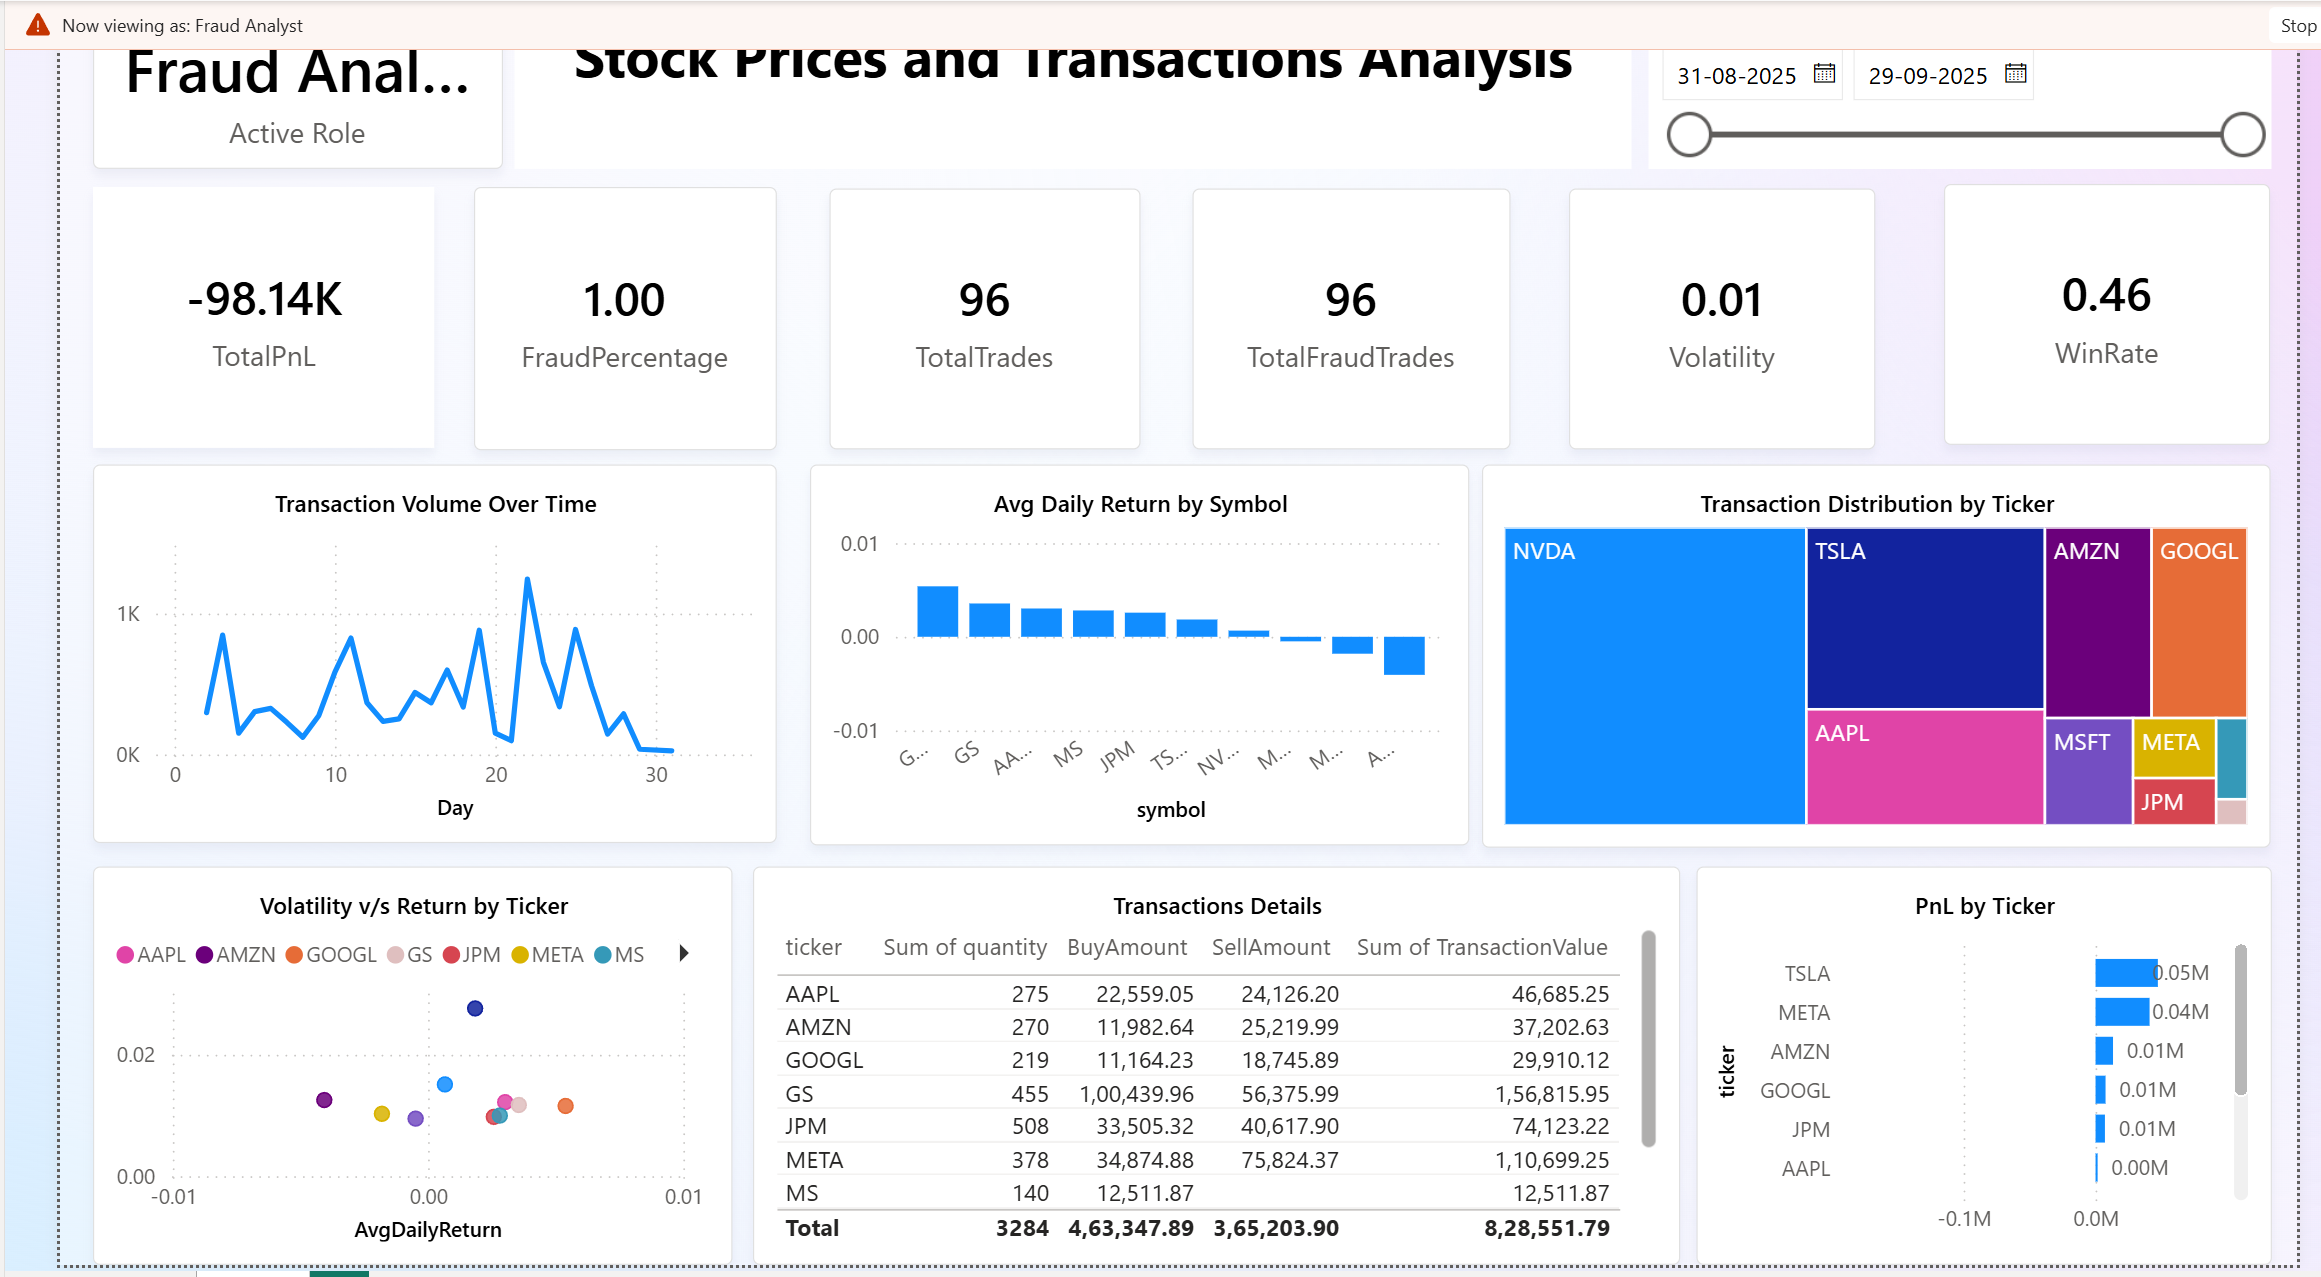 Now viewing as: Fraud Analyst
Stop
Fraud Anal...
Active Role
Stock Prices and Transactions Analysis
31-08-2025
29-09-2025
-98.14K
TotalPnL
1.00
FraudPercentage
96
TotalTrades
96
TotalFraudTrades
0.01
Volatility
0.46
WinRate
Transaction Volume Over Time
1K
0K
0 10 20 30
Day
Avg Daily Return by Symbol
0.01
0.00
-0.01
G... GS AA... MS JPM TS... NV... M... M... A...
symbol
Transaction Distribution by Ticker
NVDA
TSLA
AMZN
GOOGL
AAPL
MSFT
META
JPM
Volatility v/s Return by Ticker
AAPL AMZN GOOGL GS JPM META MS
0.02
0.00
-0.01 0.00 0.01
AvgDailyReturn
Transactions Details
ticker Sum of quantity BuyAmount SellAmount Sum of TransactionValue
AAPL 275 22,559.05 24,126.20 46,685.25
AMZN 270 11,982.64 25,219.99 37,202.63
GOOGL 219 11,164.23 18,745.89 29,910.12
GS 455 1,00,439.96 56,375.99 1,56,815.95
JPM 508 33,505.32 40,617.90 74,123.22
META 378 34,874.88 75,824.37 1,10,699.25
MS 140 12,511.87 12,511.87
Total 3284 4,63,347.89 3,65,203.90 8,28,551.79
PnL by Ticker
ticker
TSLA 0.05M
META 0.04M
AMZN 0.01M
GOOGL 0.01M
JPM 0.01M
AAPL 0.00M
-0.1M 0.0M